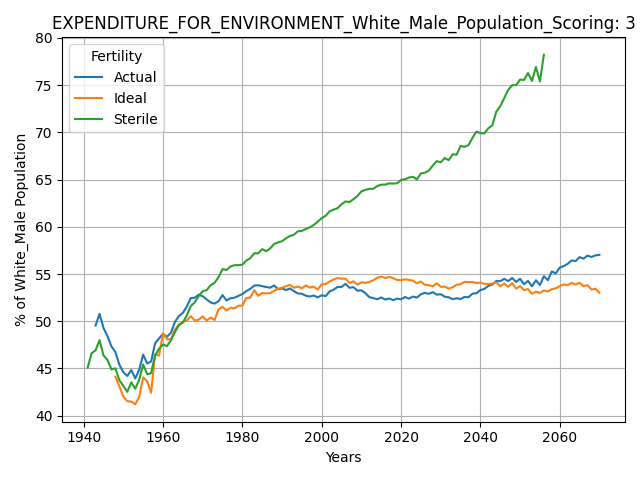 EXPENDITURE_FOR_ENVIRONMENT_White_Male_Population_Scoring: 3
80
75
70
65
60
55
50
45
40
% of White_Male Population
Fertility
Actual
Ideal
Sterile
1940 1960 1980 2000 2020 2040 2060
Years